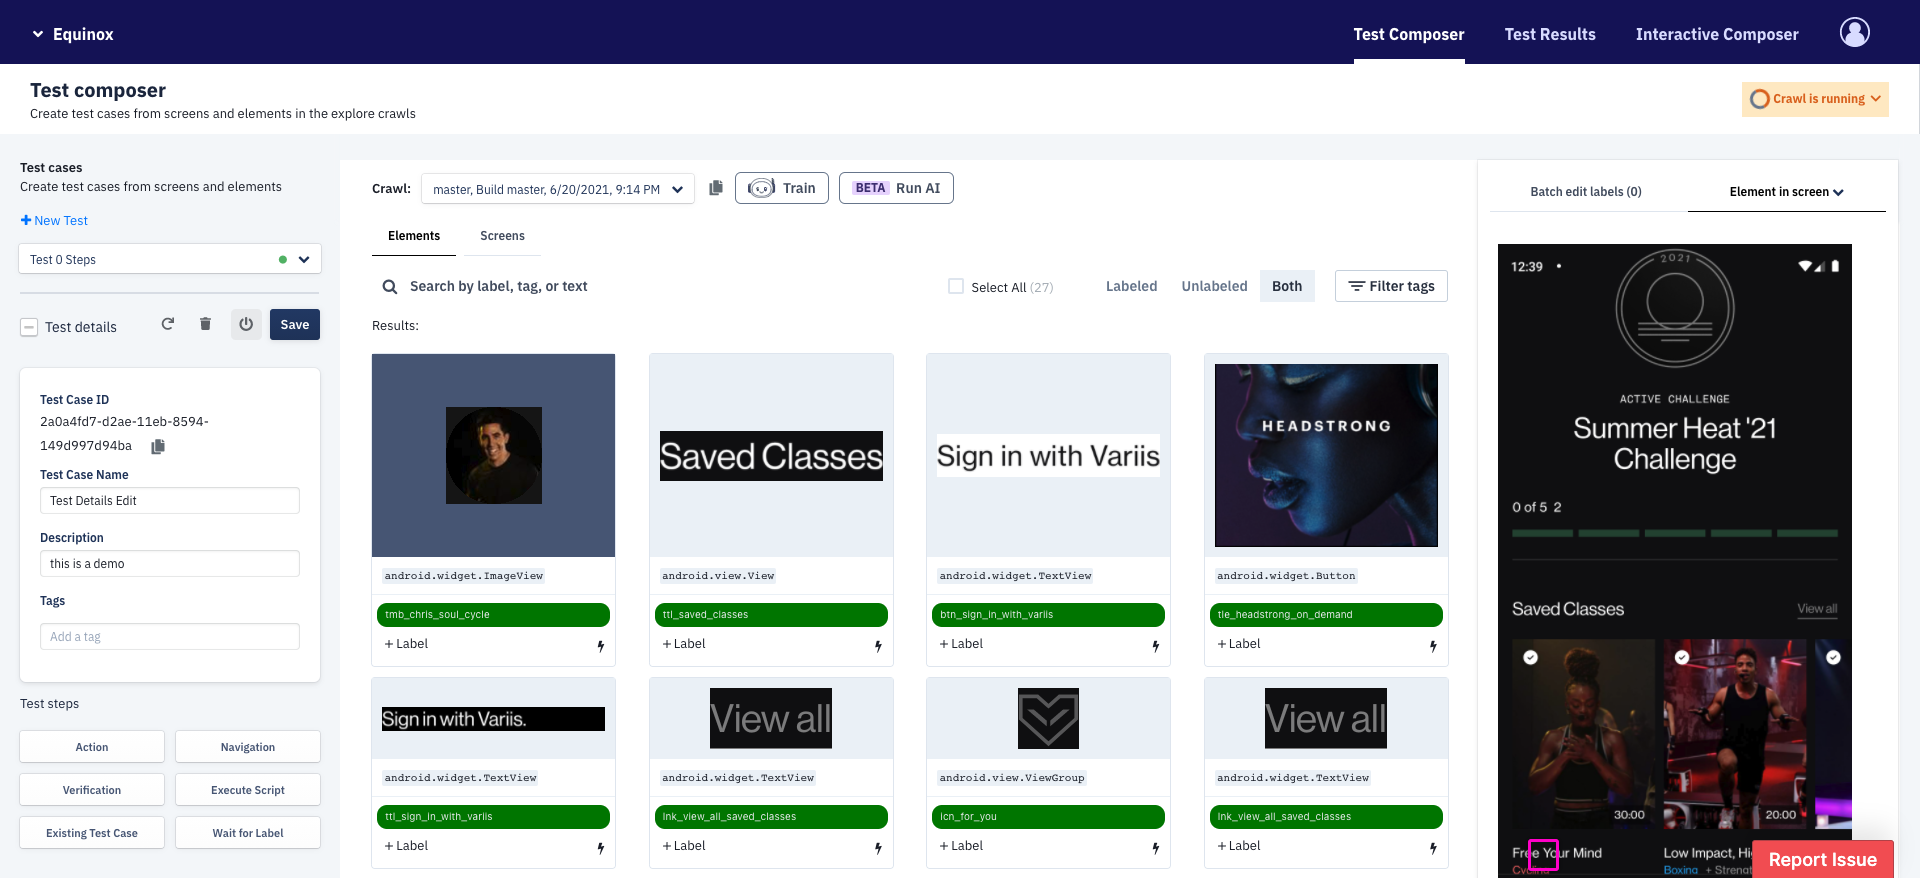 Equinox
Test Composer
Test Results
Interactive Composer
Test composer
Create test cases from screens and elements in the explore crawls
Crawl is running
Test cases
Create test cases from screens and elements
New Test
Test 0 Steps
Test details
Save
Test Case ID
2a0a4fd7-d2ae-11eb-8594-
149d997d94ba
Test Case Name
Test Details Edit
Description
this is a demo
Tags
Add a tag
Test steps
Action
Navigation
Verification
Execute Script
Existing Test Case
Wait for Label
Crawl:
master, Build master, 6/20/2021, 9:14 PM
Train
BETA Run AI
Elements
Screens
Search by label, tag, or text
Select All (27)
Labeled
Unlabeled
Both
Filter tags
Results:
Saved Classes
Sign in with Variis
HEADSTRONG
android.widget.ImageView
android.view.View
android.widget.TextView
android.widget.Button
tmb_chris_soul_cycle
ttl_saved_classes
btn_sign_in_with_variis
tle_headstrong_on_demand
+ Label
+ Label
+ Label
+ Label
Sign in with Variis.
View all
View all
android.widget.TextView
android.widget.TextView
android.view.ViewGroup
android.widget.TextView
ttl_sign_in_with_variis
lnk_view_all_saved_classes
icn_for_you
lnk_view_all_saved_classes
+ Label
+ Label
+ Label
+ Label
Batch edit labels (0)
Element in screen
12:39
2021
ACTIVE CHALLENGE
Summer Heat '21
Challenge
0 of 5 2
Saved Classes
View all
30:00
20:00
Free Your Mind
Low Impact,
Cycling
Boxing + Strengt
Report Issue